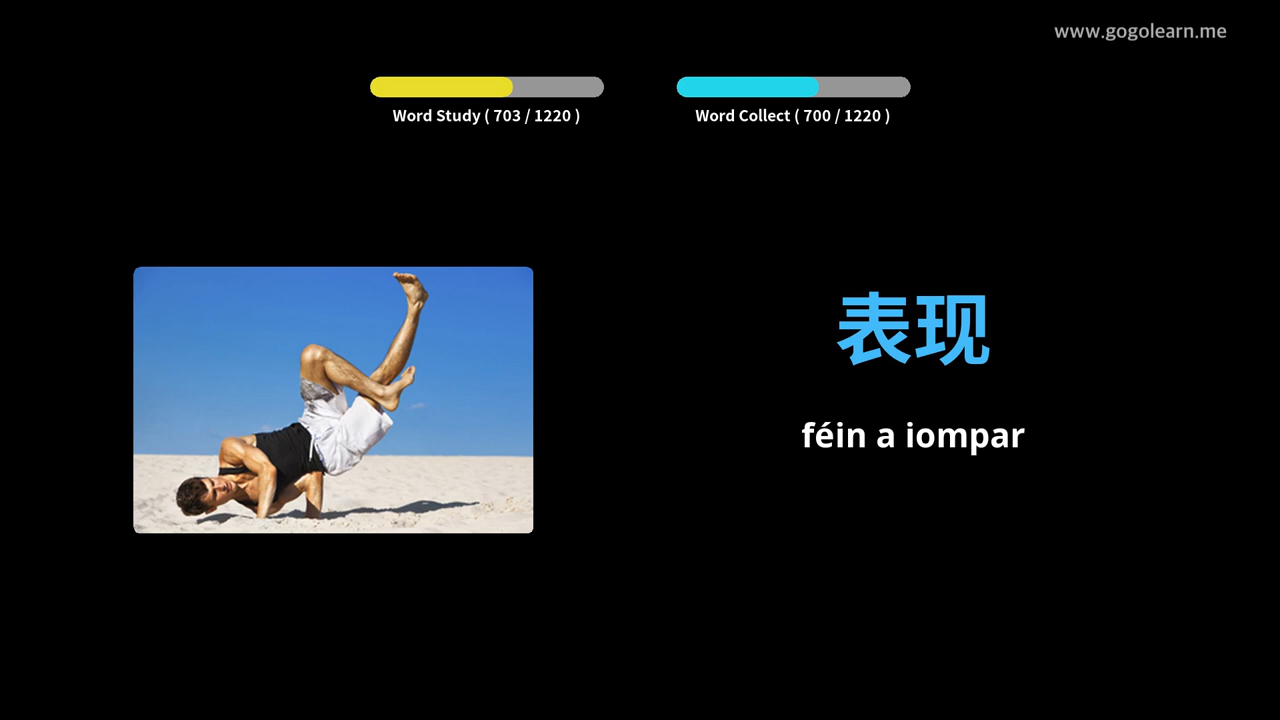 www.gogolearn.me
Word Study ( 703 / 1220 )
Word Collect ( 700 / 1220 )
表现
féin a iompar